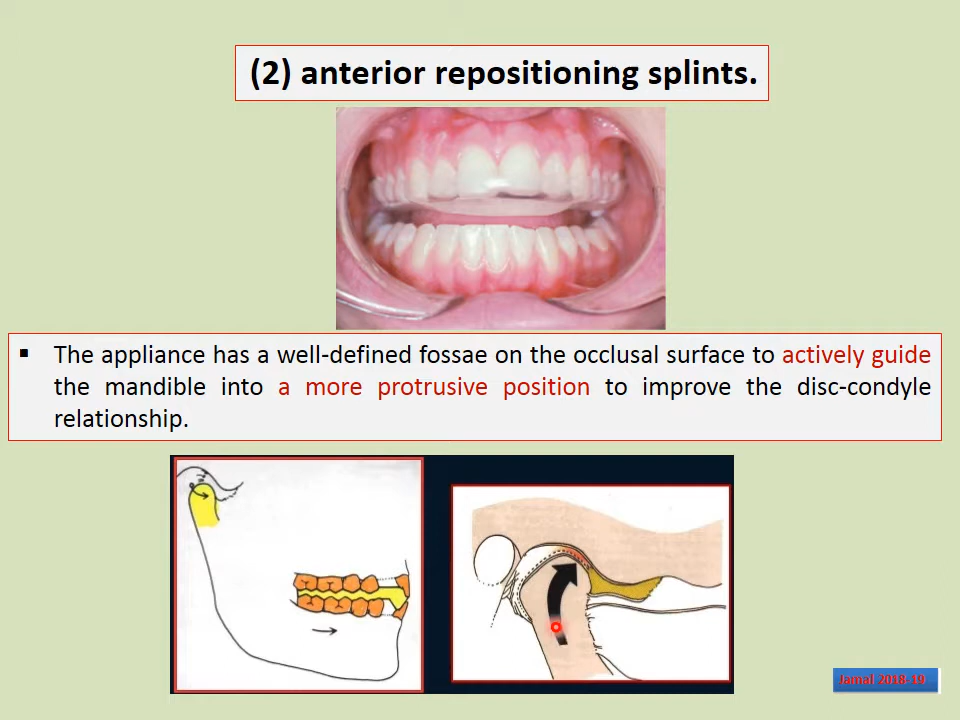 (2) anterior repositioning splints.
▪ The appliance has a well-defined fossae on the occlusal surface to actively guide
the mandible into a more protrusive position to improve the disc-condyle
relationship.
Jamal 2018-19